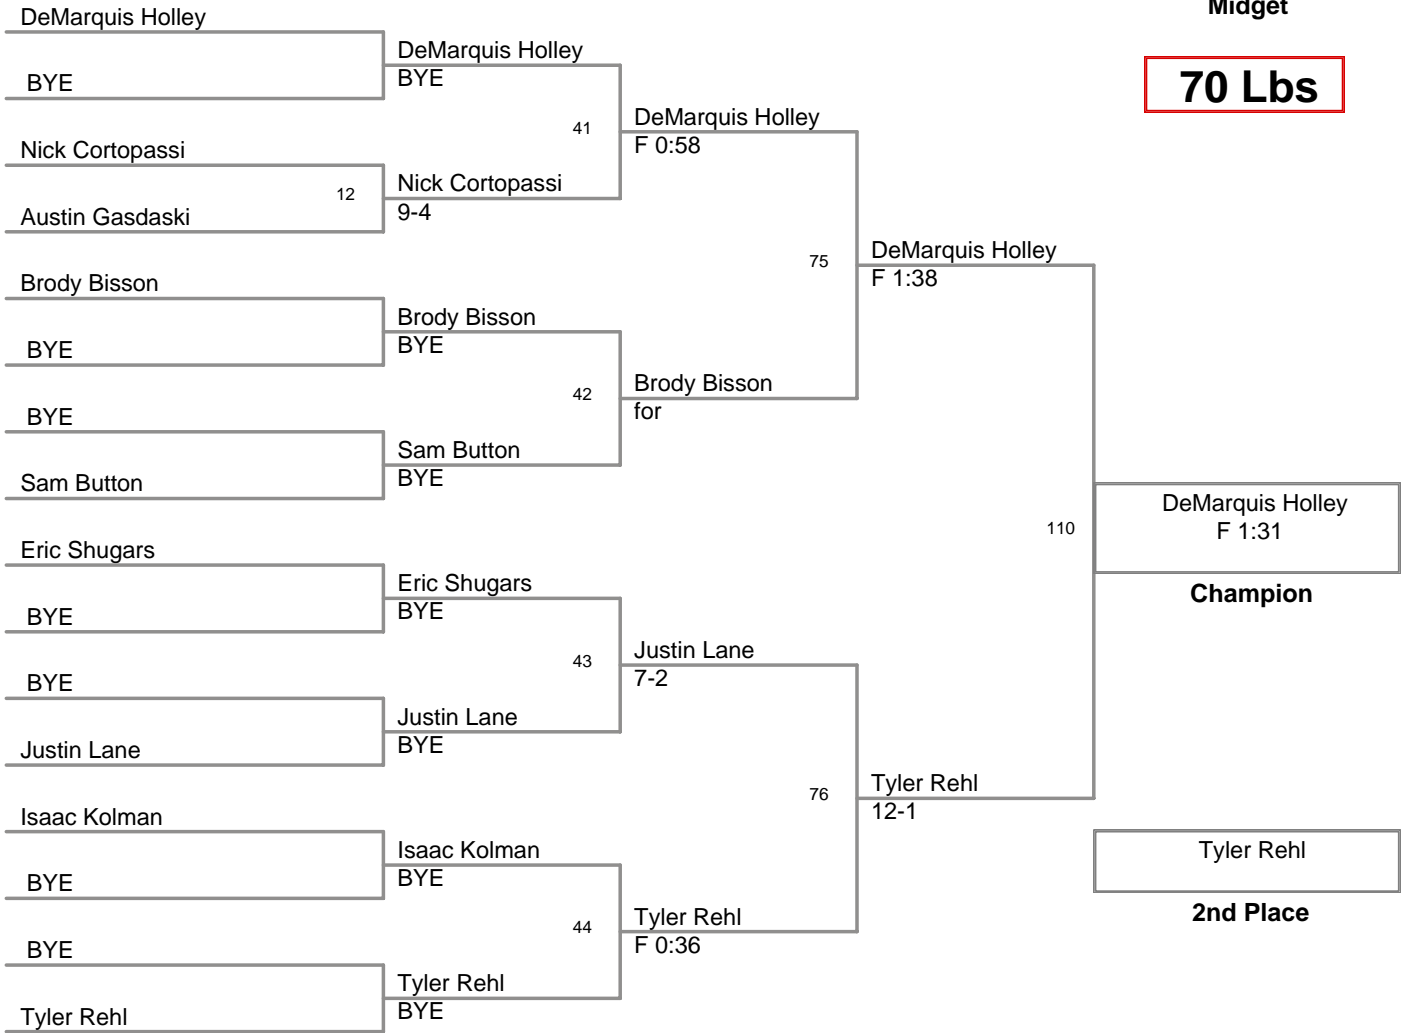 Midget
70 Lbs
DeMarquis Holley
BYE
Nick Cortopassi
12
Austin Gasdaski
Brody Bisson
BYE
BYE
Sam Button
Eric Shugars
BYE
BYE
Justin Lane
Isaac Kolman
BYE
BYE
Tyler Rehl
DeMarquis Holley
BYE
41
Nick Cortopassi
9-4
Brody Bisson
BYE
42
Sam Button
BYE
Eric Shugars
BYE
43
Justin Lane
BYE
Isaac Kolman
BYE
44
Tyler Rehl
BYE
DeMarquis Holley
F 0:58
75
Brody Bisson
for
Justin Lane
7-2
76
Tyler Rehl
F 0:36
DeMarquis Holley
F 1:38
110
Tyler Rehl
12-1
DeMarquis Holley
F 1:31
Champion
Tyler Rehl
2nd Place